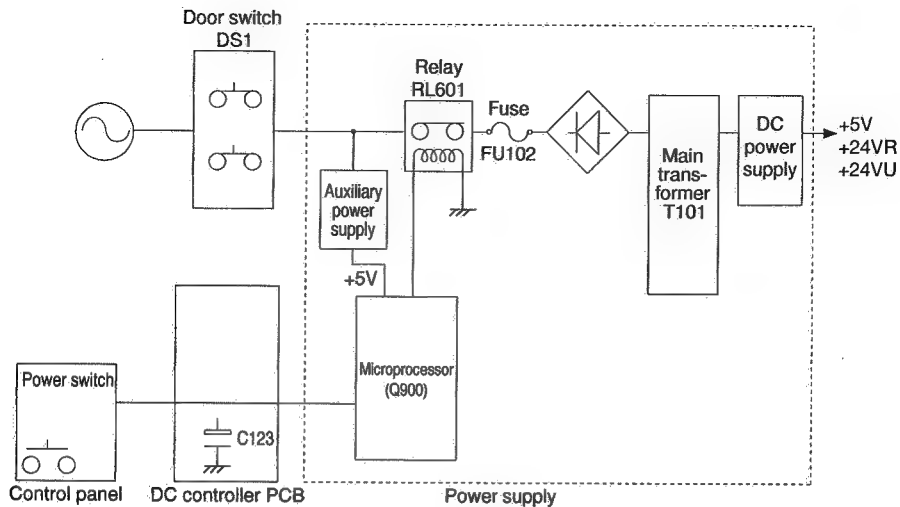 Door switch
DS1
Relay
RL601
Fuse
FU102
Main
trans-
former
T101
DC
power
supply
+5V
+24VR
+24VU
Auxiliary
power
supply
+5V
Microprocessor
(Q900)
Power switch
C123
Control panel
DC controller PCB
Power supply